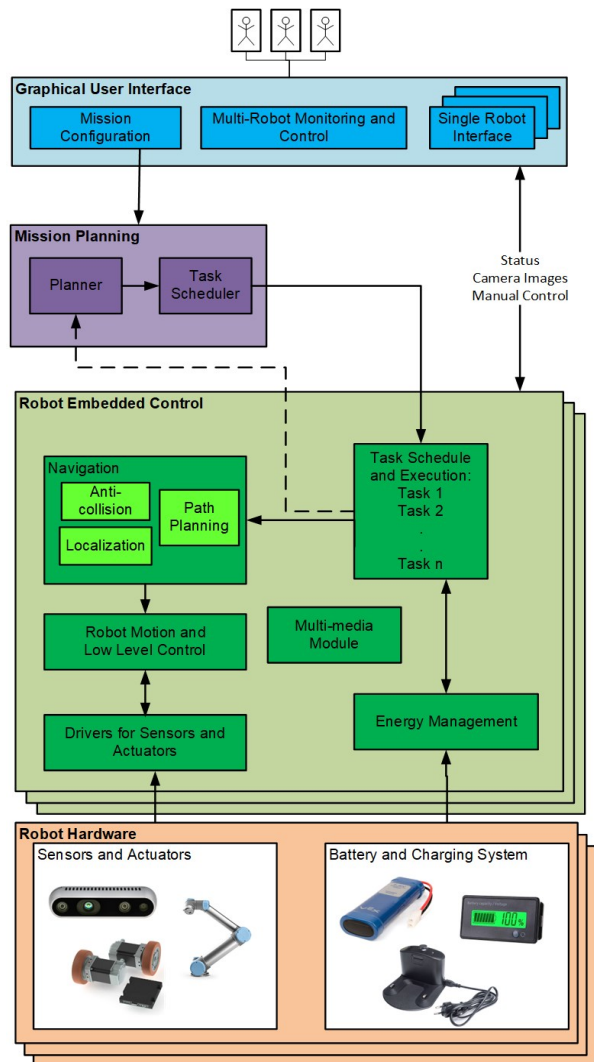 Graphical User Interface
Mission
Configuration
Multi-Robot Monitoring and
Control
Single Robot
Interface
Mission Planning
Planner
Task
Scheduler
Status
Camera Images
Manual Control
Robot Embedded Control
Navigation
Anti-
collision
Path
Planning
Localization
Task Schedule
and Execution:
Task 1
Task 2
.
.
Task n
Robot Motion and
Low Level Control
Multi-media
Module
Drivers for Sensors and
Actuators
Energy Management
Robot Hardware
Sensors and Actuators
Battery and Charging System
100%